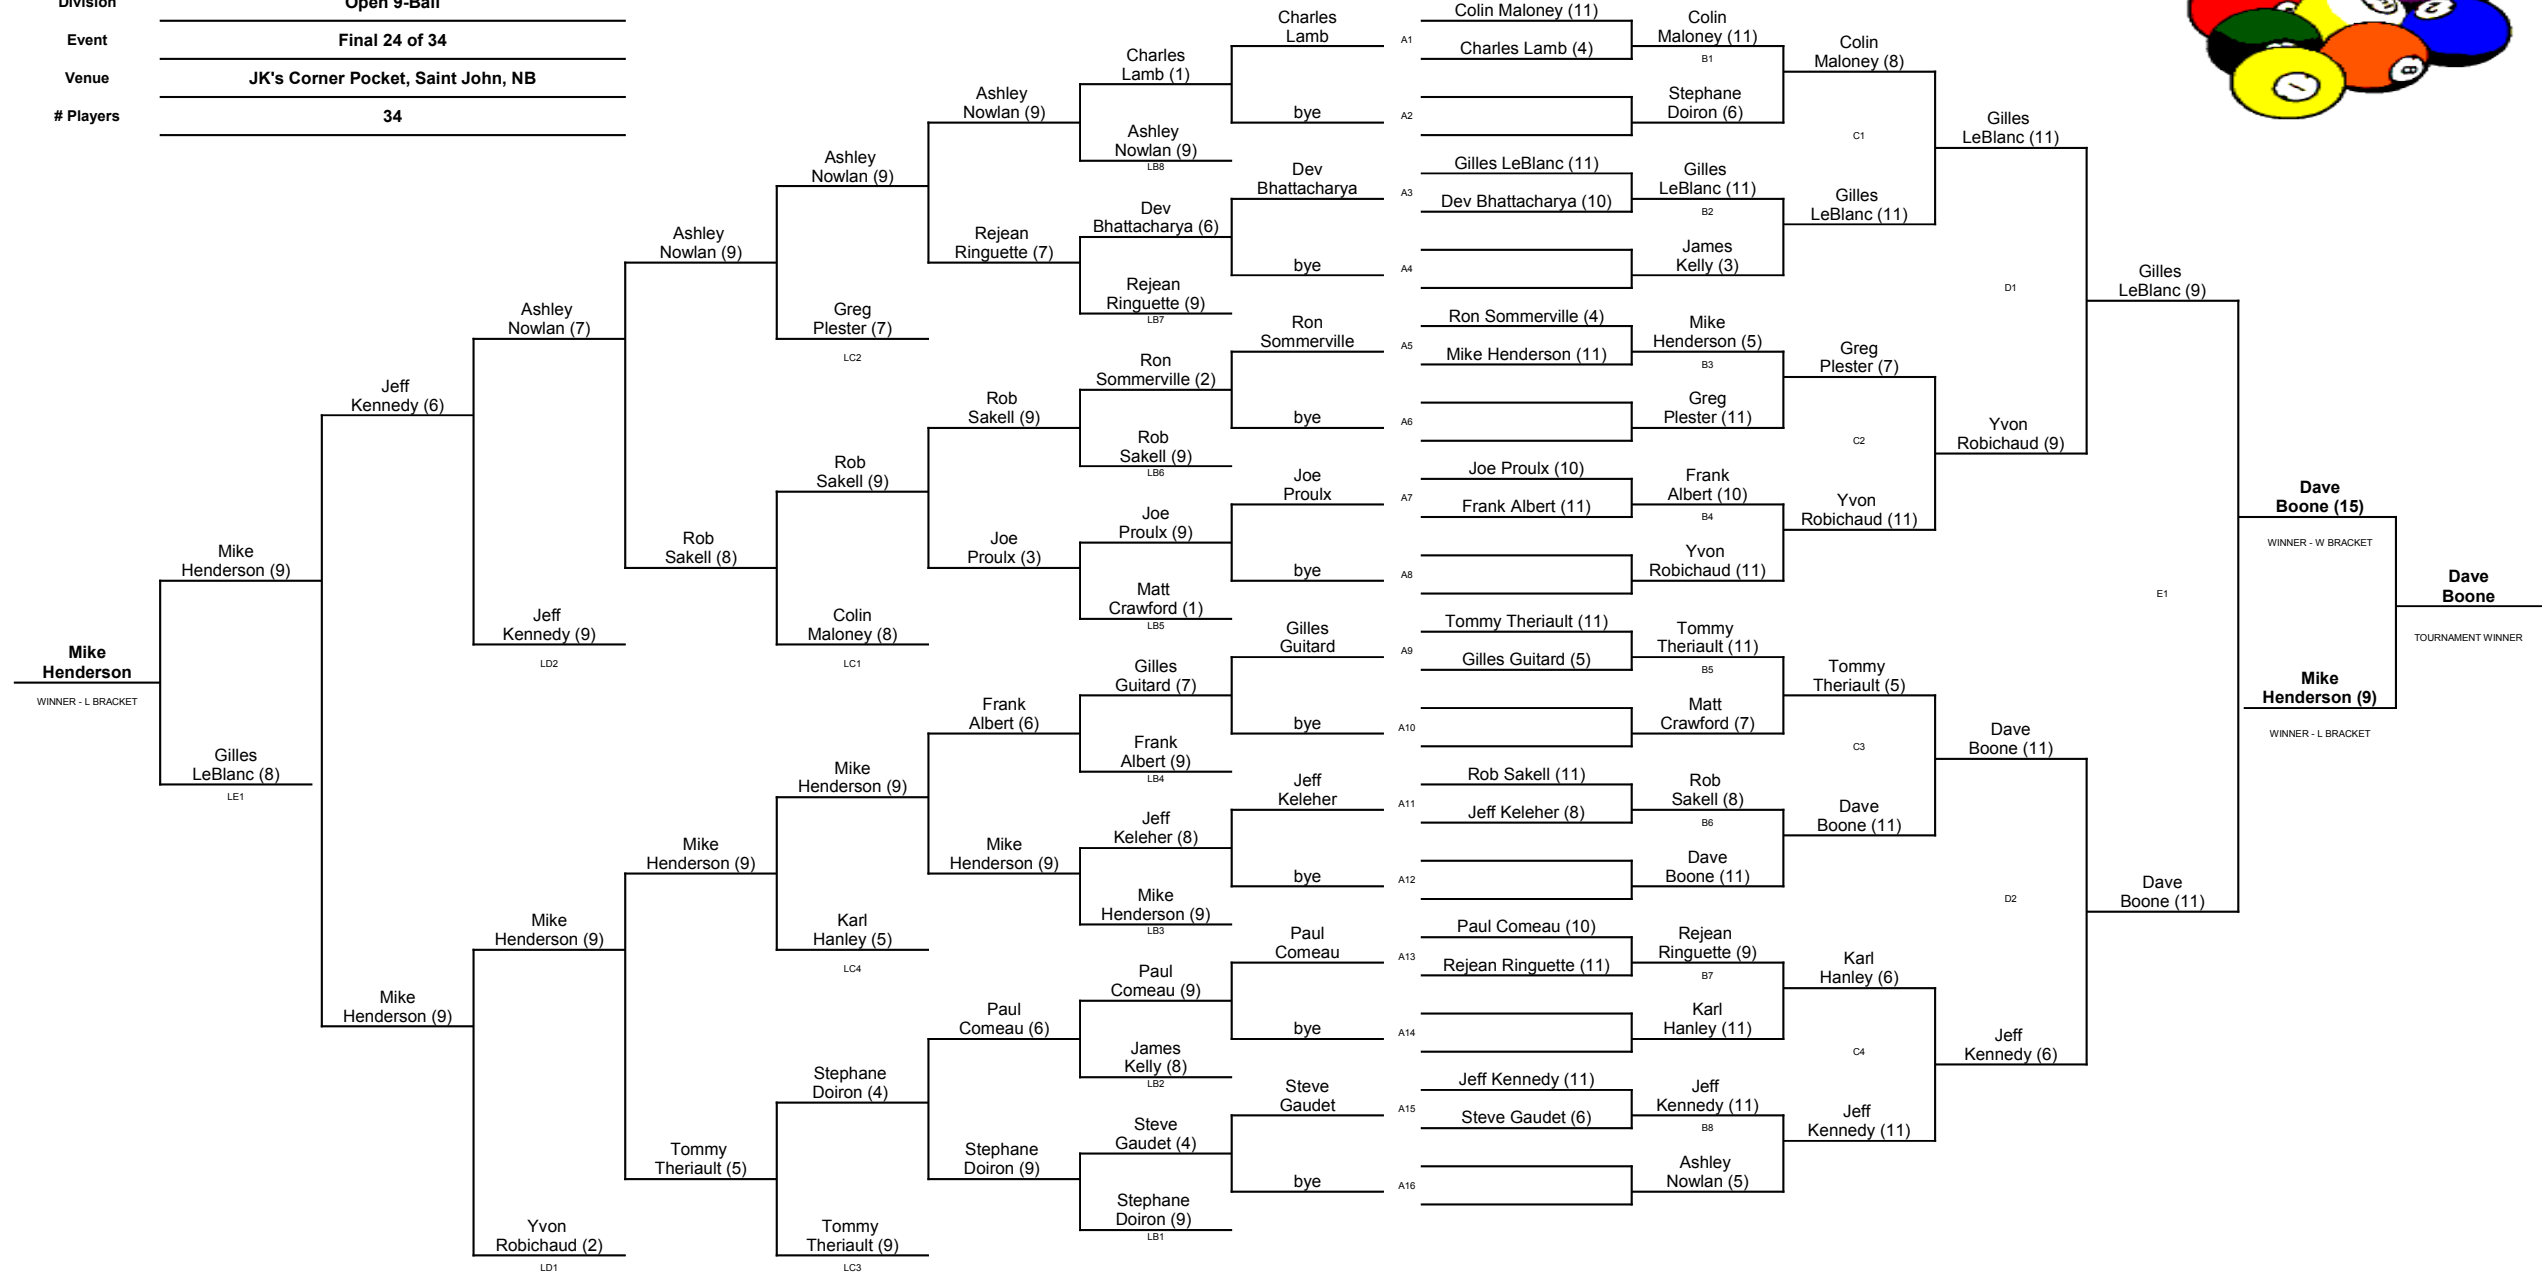 Division
Open 9-Ball
Event
Final 24 of 34
Venue
JK's Corner Pocket, Saint John, NB
# Players
34
Mike
Henderson
WINNER - L BRACKET
Mike
Henderson (9)
Gilles
LeBlanc (8)
LE1
Jeff
Kennedy (6)
Mike
Henderson (9)
Ashley
Nowlan (7)
Jeff
Kennedy (9)
LD2
Mike
Henderson (9)
Yvon
Robichaud (2)
LD1
Ashley
Nowlan (9)
Rob
Sakell (8)
Mike
Henderson (9)
Tommy
Theriault (5)
Ashley
Nowlan (9)
Greg
Plester (7)
LC2
Rob
Sakell (9)
Colin
Maloney (8)
LC1
Mike
Henderson (9)
Karl
Hanley (5)
LC4
Stephane
Doiron (4)
Tommy
Theriault (9)
LC3
Ashley
Nowlan (9)
Rejean
Ringuette (7)
Rob
Sakell (9)
Joe
Proulx (3)
Frank
Albert (6)
Mike
Henderson (9)
Paul
Comeau (6)
Stephane
Doiron (9)
Charles
Lamb (1)
Ashley
Nowlan (9)
LB8
Dev
Bhattacharya (6)
Rejean
Ringuette (9)
LB7
Ron
Sommerville (2)
Rob
Sakell (9)
LB6
Joe
Proulx (9)
Matt
Crawford (1)
LB5
Gilles
Guitard (7)
Frank
Albert (9)
LB4
Jeff
Keleher (8)
Mike
Henderson (9)
LB3
Paul
Comeau (9)
James
Kelly (8)
LB2
Steve
Gaudet (4)
Stephane
Doiron (9)
LB1
Charles
Lamb
bye
Dev
Bhattacharya
bye
Ron
Sommerville
bye
Joe
Proulx
bye
Gilles
Guitard
bye
Jeff
Keleher
bye
Paul
Comeau
bye
Steve
Gaudet
bye
A1
A2
A3
A4
A5
A6
A7
A8
A9
A10
A11
A12
A13
A14
A15
A16
Colin Maloney (11)
Charles Lamb (4)
Gilles LeBlanc (11)
Dev Bhattacharya (10)
Ron Sommerville (4)
Mike Henderson (11)
Joe Proulx (10)
Frank Albert (11)
Tommy Theriault (11)
Gilles Guitard (5)
Rob Sakell (11)
Jeff Keleher (8)
Paul Comeau (10)
Rejean Ringuette (11)
Jeff Kennedy (11)
Steve Gaudet (6)
Colin
Maloney (11)
B1
Stephane
Doiron (6)
Gilles
LeBlanc (11)
B2
James
Kelly (3)
Mike
Henderson (5)
B3
Greg
Plester (11)
Frank
Albert (10)
B4
Yvon
Robichaud (11)
Tommy
Theriault (11)
B5
Matt
Crawford (7)
Rob
Sakell (8)
B6
Dave
Boone (11)
Rejean
Ringuette (9)
B7
Karl
Hanley (11)
Jeff
Kennedy (11)
B8
Ashley
Nowlan (5)
Colin
Maloney (8)
C1
Gilles
LeBlanc (11)
Greg
Plester (7)
C2
Yvon
Robichaud (11)
Tommy
Theriault (5)
C3
Dave
Boone (11)
Karl
Hanley (6)
C4
Jeff
Kennedy (11)
Gilles
LeBlanc (11)
D1
Yvon
Robichaud (9)
Dave
Boone (11)
D2
Jeff
Kennedy (6)
Gilles
LeBlanc (9)
E1
Dave
Boone (11)
Dave
Boone (15)
WINNER - W BRACKET
Mike
Henderson (9)
WINNER - L BRACKET
Dave
Boone
TOURNAMENT WINNER